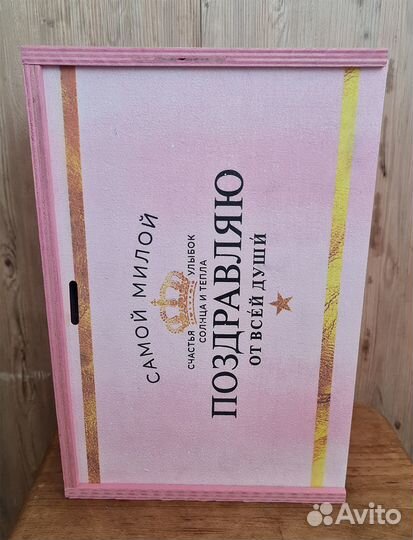 САМОЙ МИЛОЙ
СЧАСТЬЯ УЛЫБОК
СОЛНЦА И ТЕПЛА
ПОЗДРАВЛЯЮ
ОТ ВСЕЙ ДУШИ
Avito